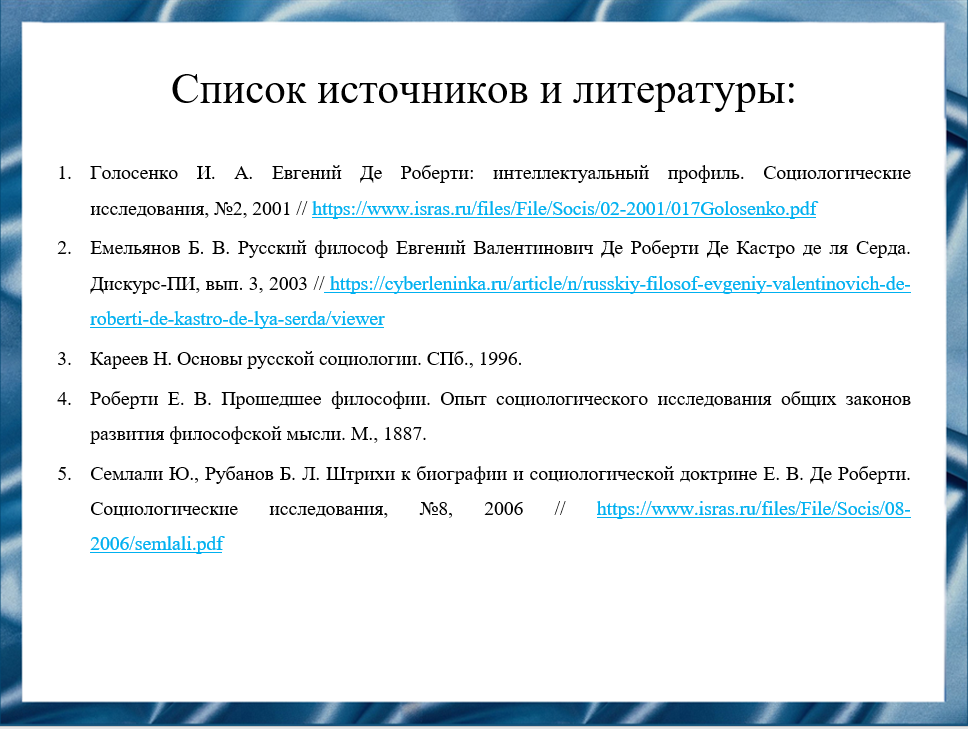 Список источников и литературы:
1. Голосенко И. А. Евгений Де Роберти: интеллектуальный профиль. Социологические
исследования, №2, 2001 // https://www.isras.ru/files/File/Socis/02-2001/017Golosenko.pdf
2. Емельянов Б. В. Русский философ Евгений Валентинович Де Роберти Де Кастро де ля Серда.
Дискурс-ПИ, вып. 3, 2003 // https://cyberleninka.ru/article/n/russkiy-filosof-evgeniy-valentinovich-de-
roberti-de-kastro-de-lya-serda/viewer
3. Кареев Н. Основы русской социологии. СПб., 1996.
4. Роберти Е. В. Прошедшее философии. Опыт социологического исследования общих законов
развития философской мысли. М., 1887.
5. Семлали Ю., Рубанов Б. Л. Штрихи к биографии и социологической доктрине Е. В. Де Роберти.
Социологические исследования, №8, 2006 // https://www.isras.ru/files/File/Socis/08-
2006/semlali.pdf